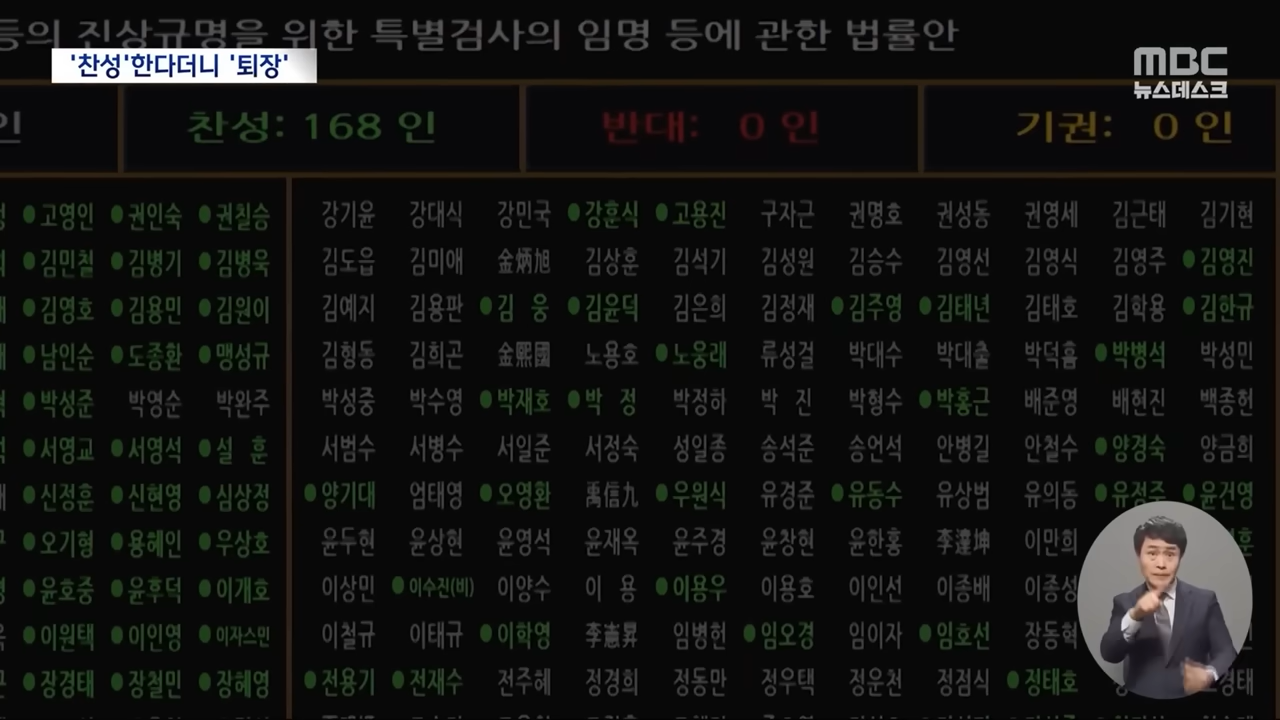 등의 진상규명을 위한 특별검사의 임명 등에 관한 법률안
'찬성'한다더니 '퇴장'
MBC
뉴스데스크
인 찬성: 168 인 반대: 0 인 기권: 0 인
고영인 권인숙 권칠승 강기윤 강대식 강민국 강훈식 고용진 구자근 권명호 권성동 권영세 김근태 김기현
김민철 김병기 김병욱 김도읍 김미애 金炳旭 김상훈 김석기 김성원 김승수 김영선 김영식 김영주 김영진
김영호 김용민 김원이 김예지 김용판 김 웅 김윤덕 김은희 김정재 김주영 김태년 김태호 김학용 김한규
남인순 도종환 맹성규 김형동 김희곤 金熙國 노용호 노웅래 류성걸 박대수 박대출 박덕흠 박병석 박성민
박성준 박영순 박완주 박성중 박수영 박재호 박 정 박정하 박 진 박형수 박홍근 배준영 배현진 백종헌
서영교 서영석 설 훈 서범수 서병수 서일준 서정숙 성일종 송석준 송언석 안병길 안철수 양경숙 양금희
신정훈 신현영 심상정 양기대 엄태영 오영환 禹信九 우원식 유경준 유동수 유상범 유의동 유정주 윤건영
오기형 용혜인 우상호 윤두현 윤상현 윤영석 윤재옥 윤주경 윤창현 윤한홍 李達坤 이만희
윤호중 윤후덕 이개호 이상민 이수진(비) 이양수 이 용 이용우 이용호 이인선 이종배 이종성
이원택 이인영 이자스민 이철규 이태규 이학영 李憲昇 임병헌 임오경 임이자 임호선 장동혁
장경태 장철민 장혜영 전용기 전재수 전주혜 정경희 정동만 정우택 정운천 정점식 정태호